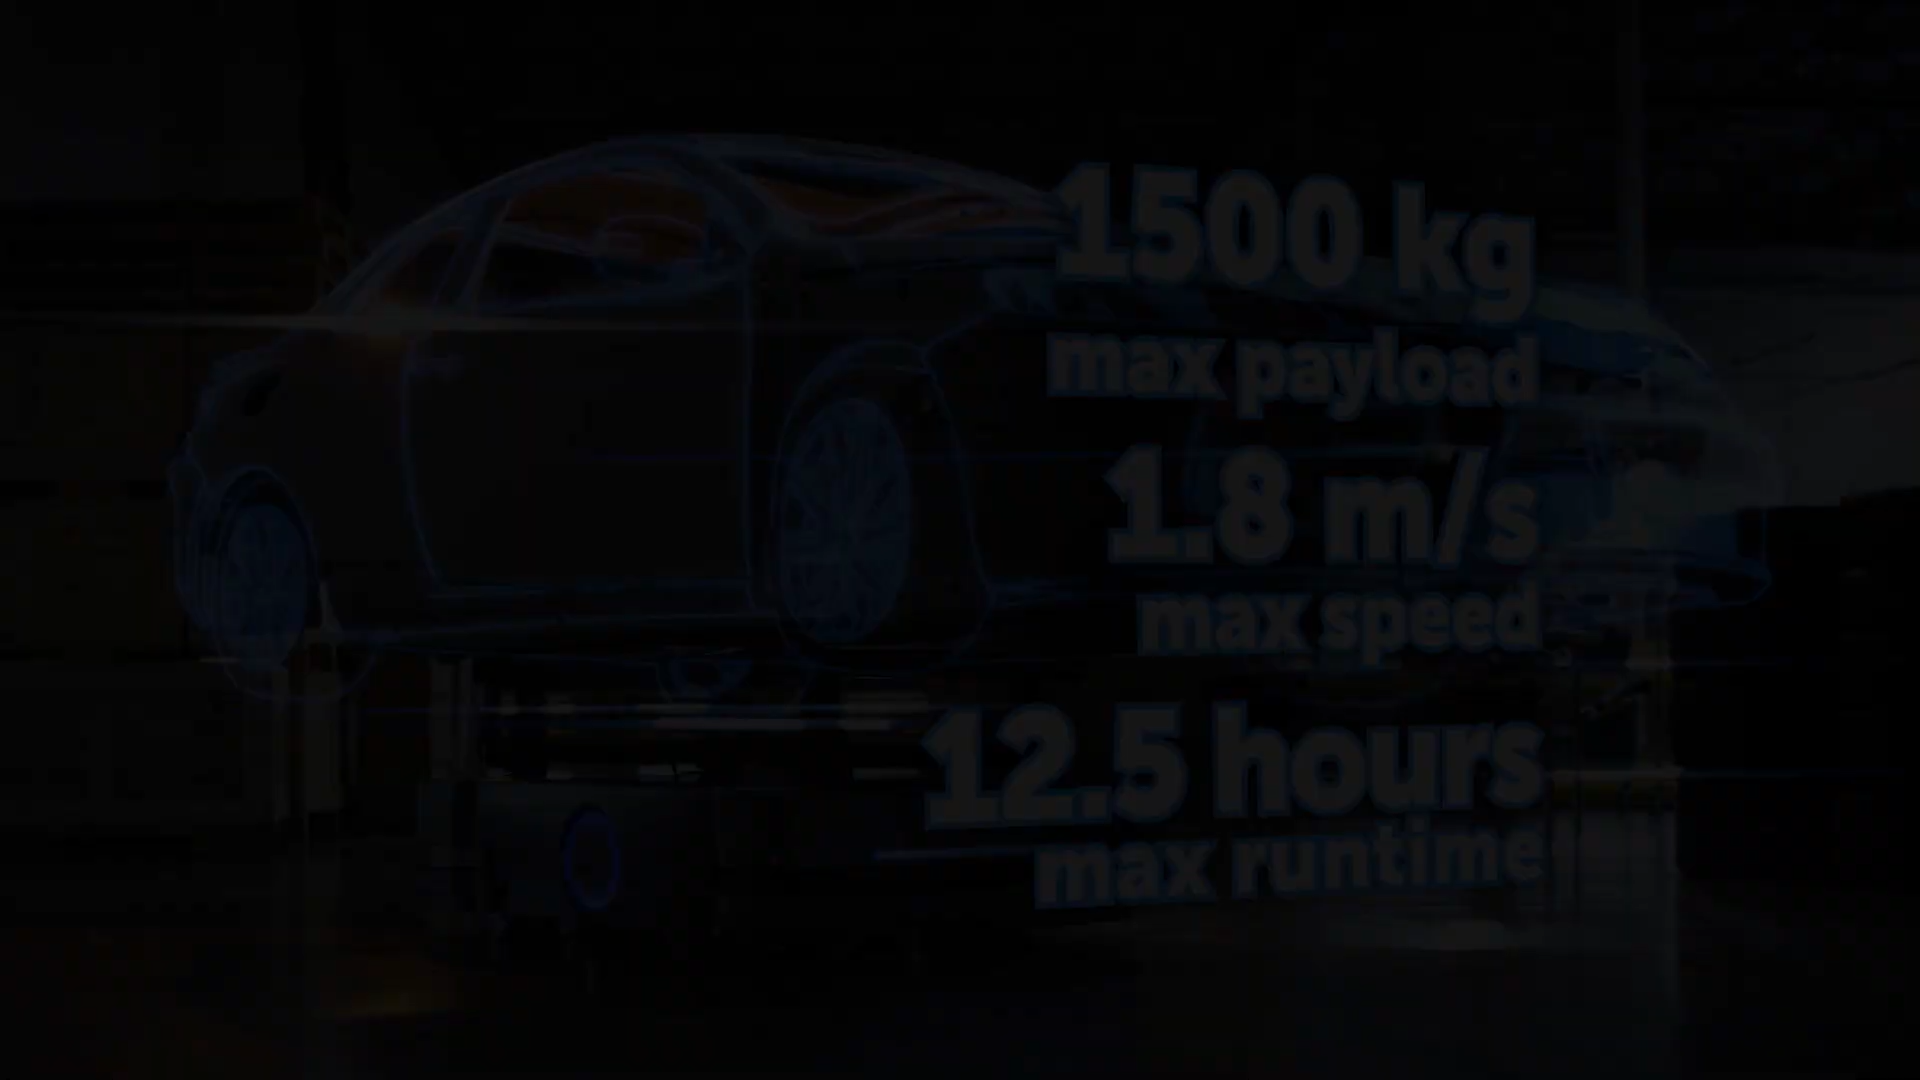 1500 kg
max payload
1.8 m/s
max speed
12.5 hours
max runtime